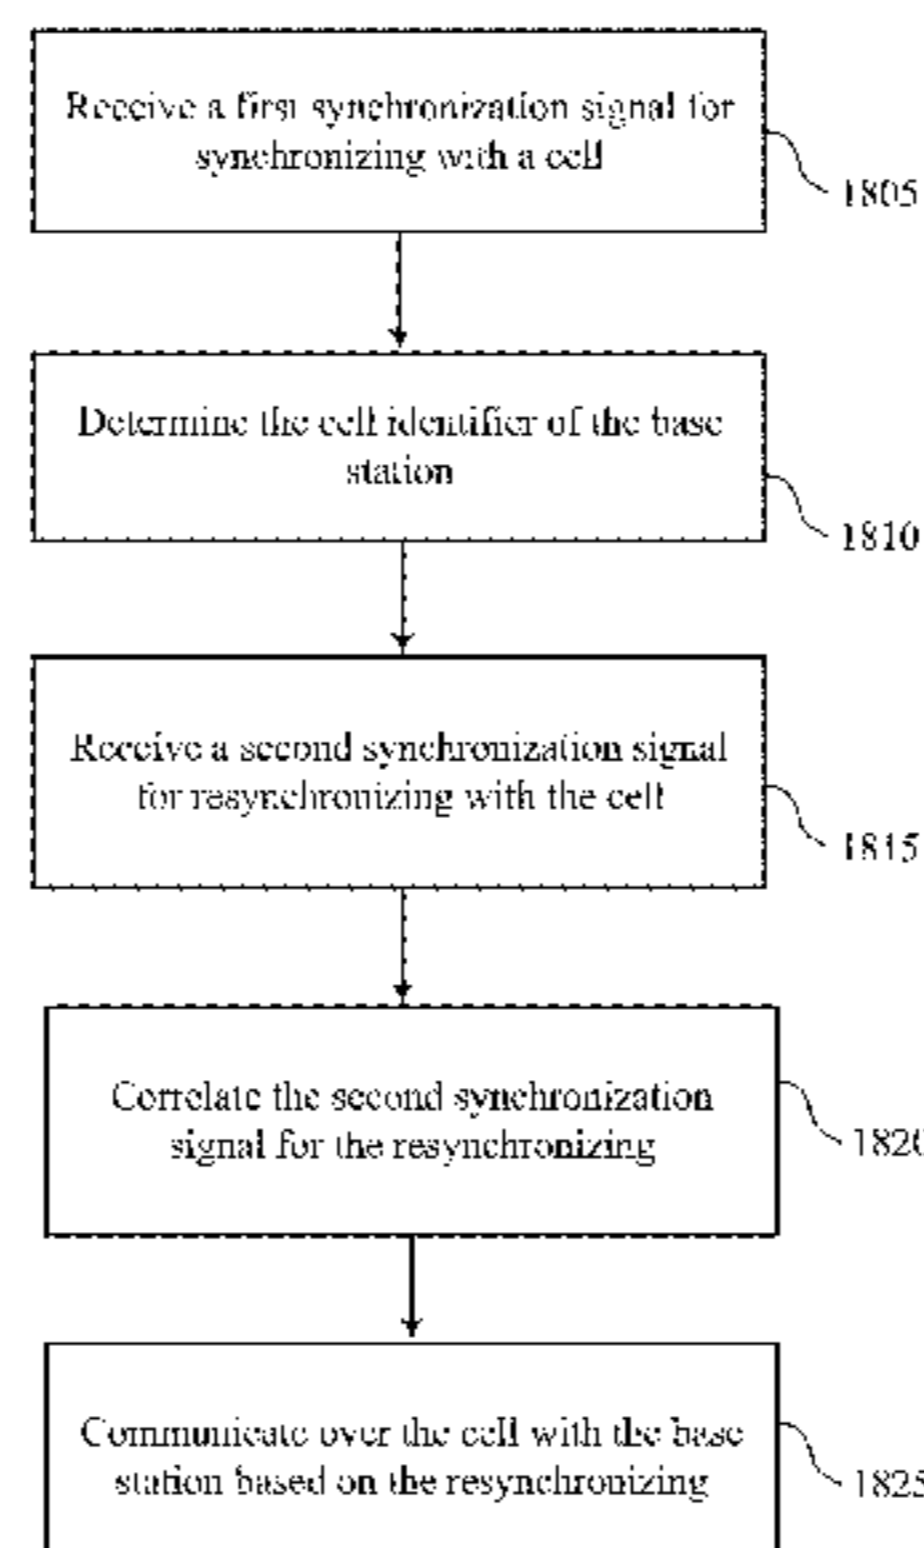 Receive a first synchronization signal for
synchronizing with a cell
1805
Determine the cell identifier of the base
station
1810
Receive a second synchronization signal
for resynchronizing with the cell
1815
Correlate the second synchronization
signal for the resynchronizing
1820
Communicate over the cell with the base
station based on the resynchronizing
1825